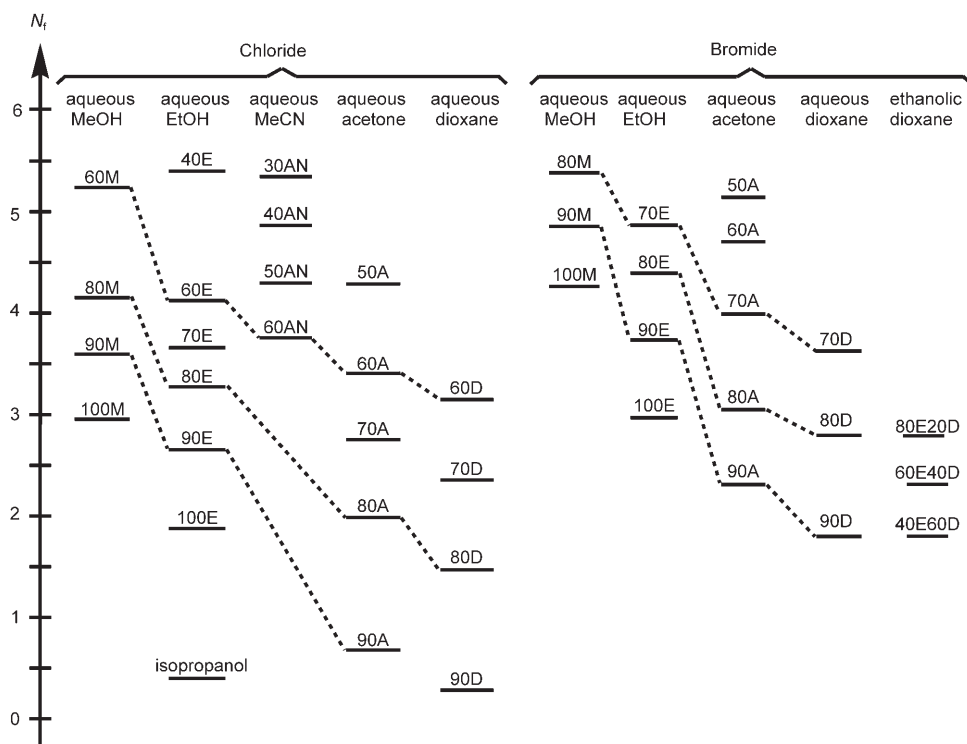 Nf
Chloride
Bromide
aqueous MeOH
aqueous EtOH
aqueous MeCN
aqueous acetone
aqueous dioxane
aqueous MeOH
aqueous EtOH
aqueous acetone
aqueous dioxane
ethanolic dioxane
6
5
4
3
2
1
0
60M
80M
90M
100M
40E
60E
70E
80E
90E
100E
isopropanol
30AN
40AN
50AN
60AN
50A
60A
70A
80A
90A
60D
70D
80D
90D
80M
90M
100M
70E
80E
90E
100E
50A
60A
70A
80A
90A
70D
80D
90D
80E20D
60E40D
40E60D